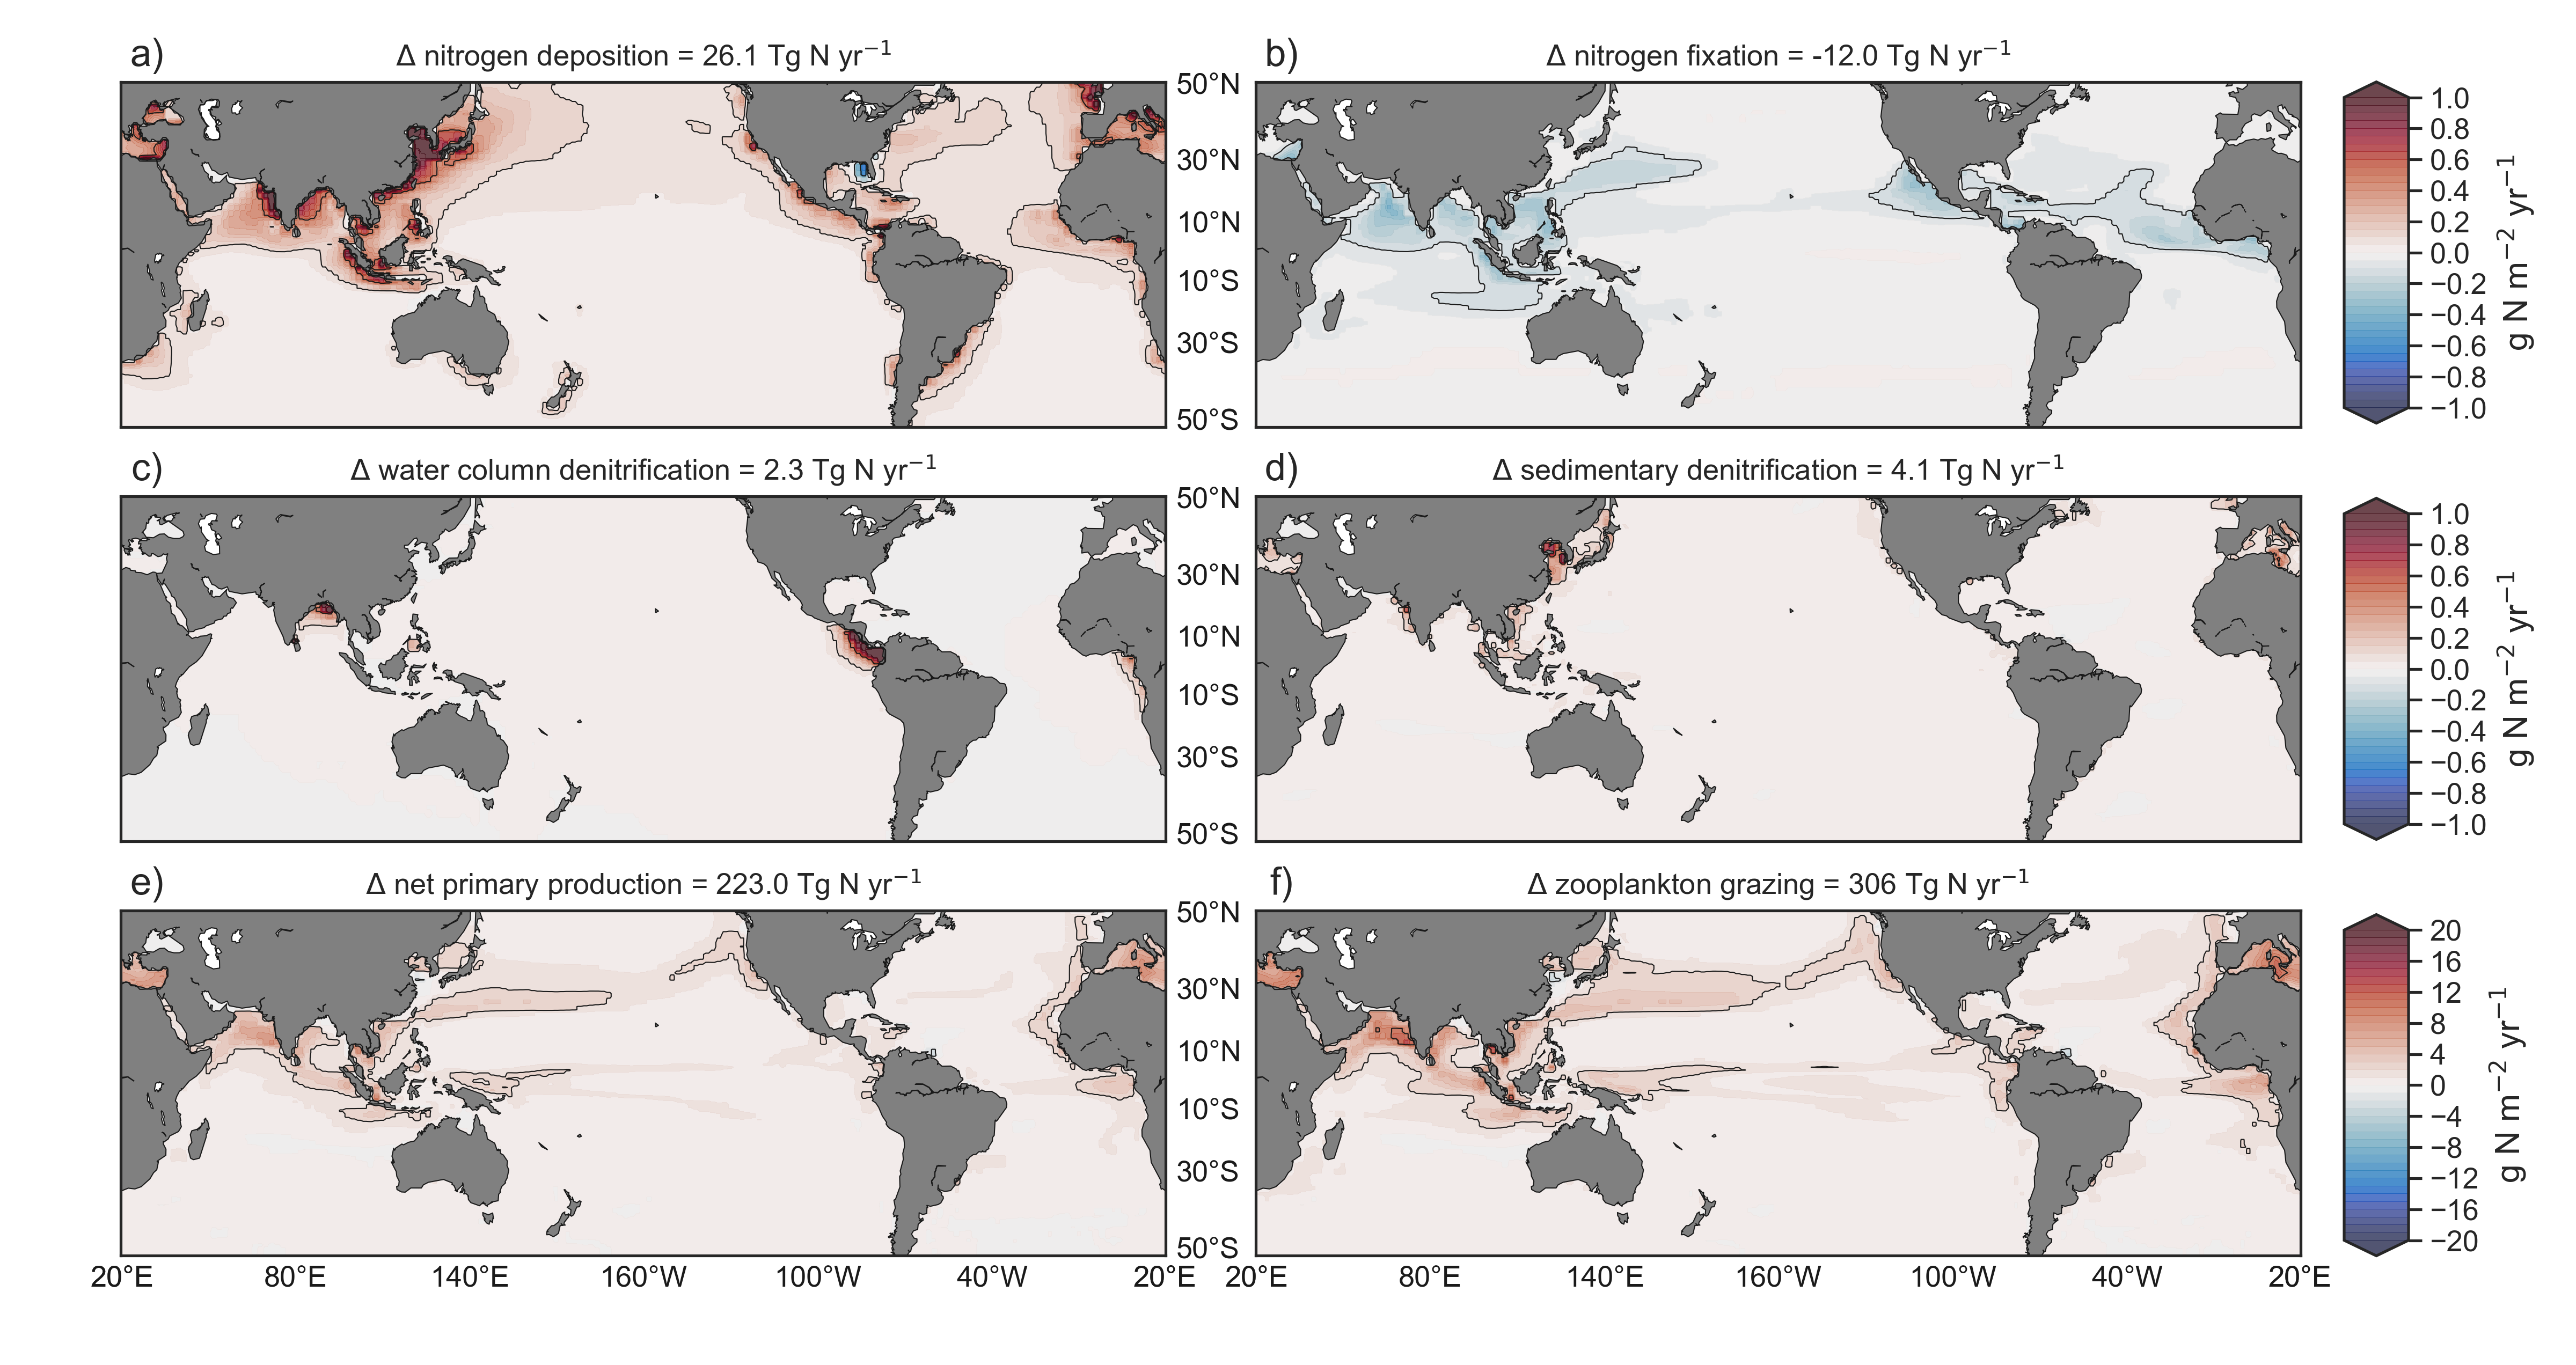 a) Δ nitrogen deposition = 26.1 Tg N yr⁻¹
b) Δ nitrogen fixation = -12.0 Tg N yr⁻¹
50°N
30°N
10°N
10°S
30°S
50°S
1.0
0.8
0.6
0.4
0.2
0.0
−0.2
−0.4
−0.6
−0.8
−1.0
g N m⁻² yr⁻¹
c) Δ water column denitrification = 2.3 Tg N yr⁻¹
d) Δ sedimentary denitrification = 4.1 Tg N yr⁻¹
50°N
30°N
10°N
10°S
30°S
50°S
1.0
0.8
0.6
0.4
0.2
0.0
−0.2
−0.4
−0.6
−0.8
−1.0
g N m⁻² yr⁻¹
e) Δ net primary production = 223.0 Tg N yr⁻¹
f) Δ zooplankton grazing = 306 Tg N yr⁻¹
50°N
30°N
10°N
10°S
30°S
50°S
20
16
12
8
4
0
−4
−8
−12
−16
−20
g N m⁻² yr⁻¹
20°E 80°E 140°E 160°W 100°W 40°W 20°E
20°E 80°E 140°E 160°W 100°W 40°W 20°E